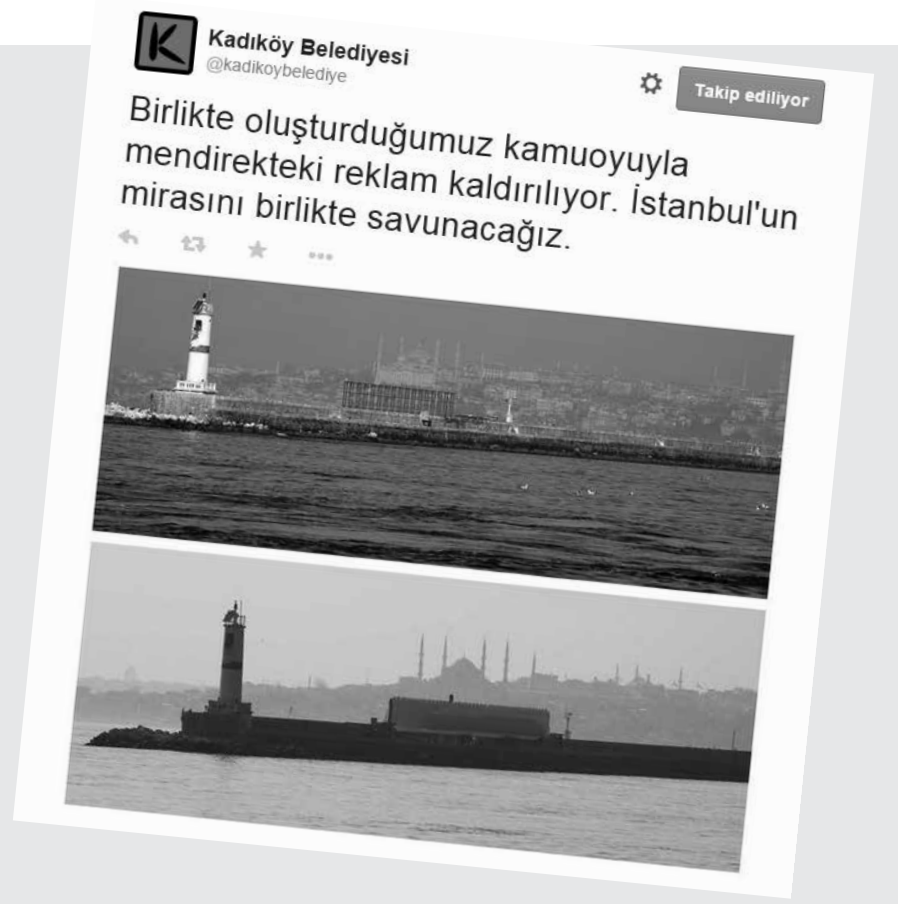 K
Kadıköy Belediyesi
@kadikoybelediye
Takip ediliyor
Birlikte oluşturduğumuz kamuoyuyla
mendirekteki reklam kaldırılıyor. İstanbul'un
mirasını birlikte savunacağız.